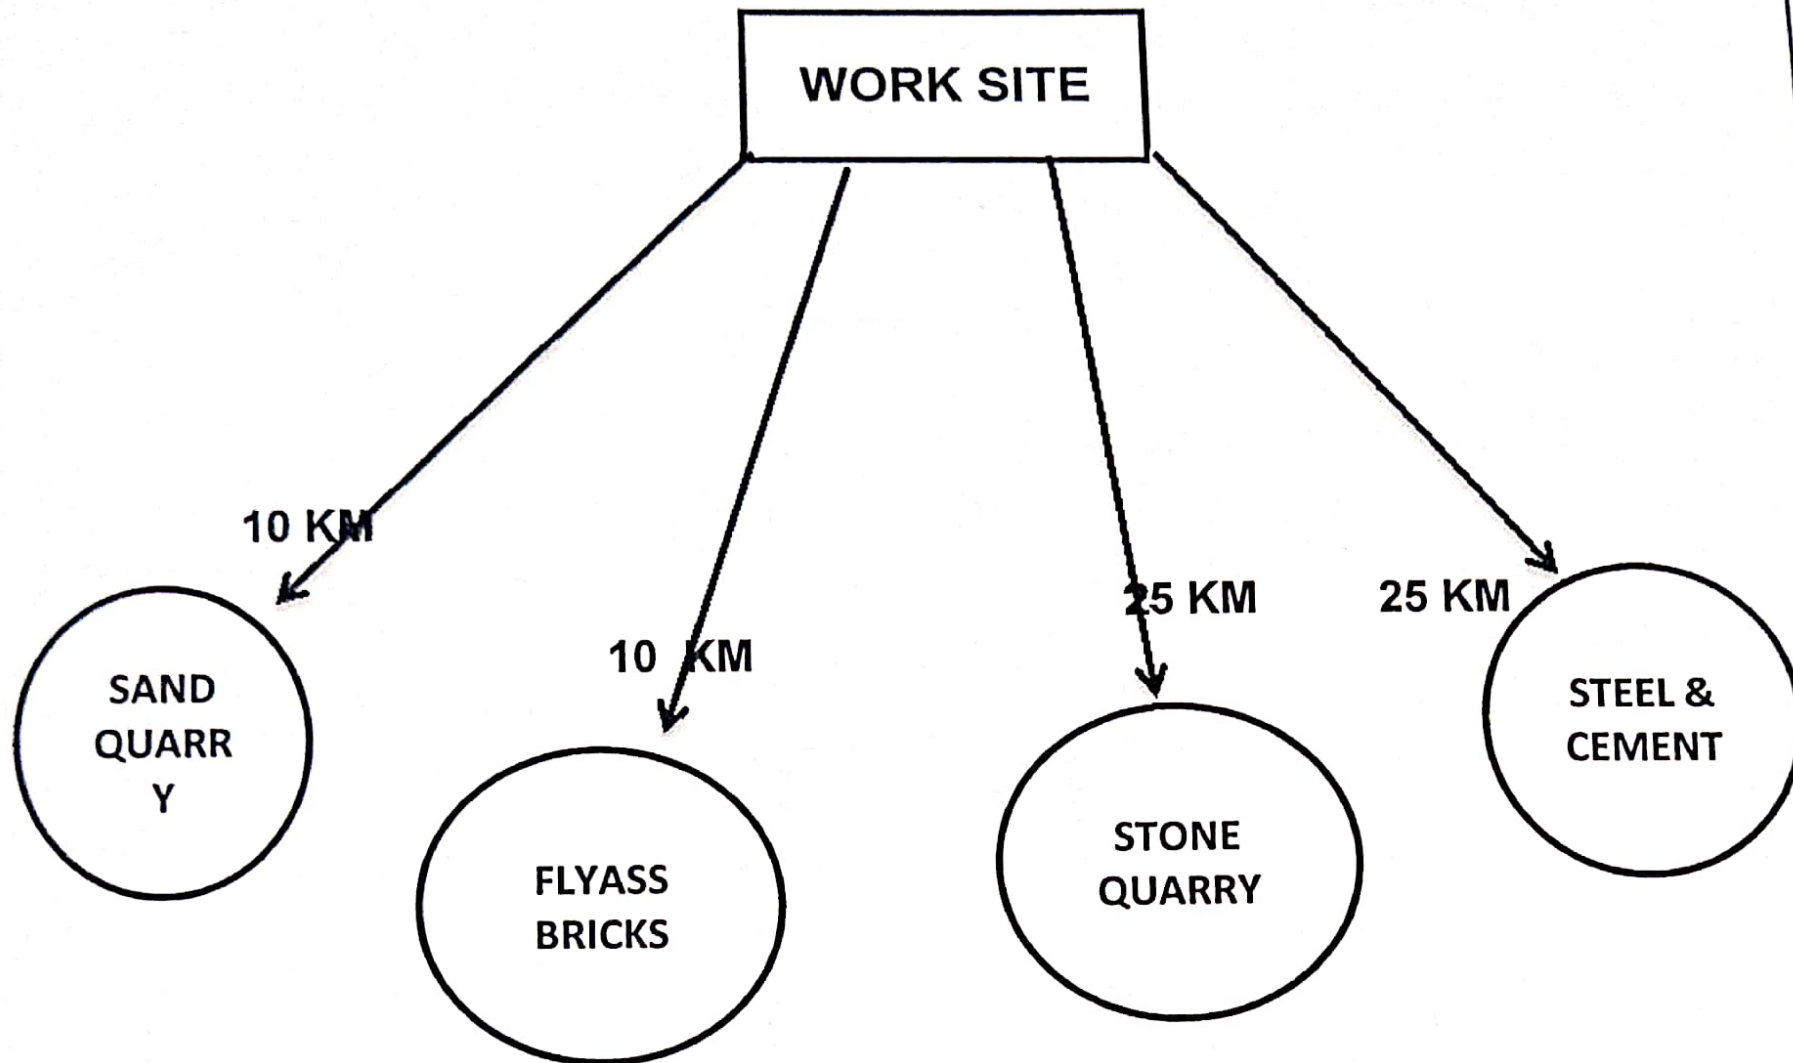 WORK SITE
10 KM
10 KM
25 KM
25 KM
SAND
QUARR
Y
FLYASS
BRICKS
STONE
QUARRY
STEEL &
CEMENT